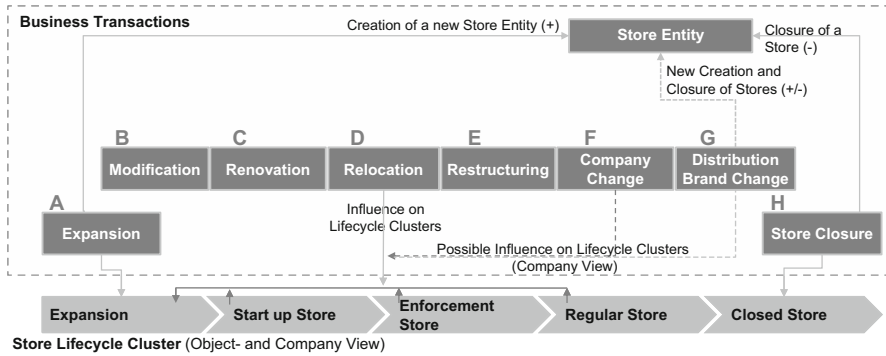 Business Transactions
Creation of a new Store Entity (+)
Store Entity
Closure of a
Store (-)
New Creation and
Closure of Stores (+/-)
B
C
D
E
F
G
Modification
Renovation
Relocation
Restructuring
Company
Change
Distribution
Brand Change
A
H
Expansion
Influence on
Lifecycle Clusters
Store Closure
Possible Influence on Lifecycle Clusters
(Company View)
Expansion
Start up Store
Enforcement
Store
Regular Store
Closed Store
Store Lifecycle Cluster (Object- and Company View)